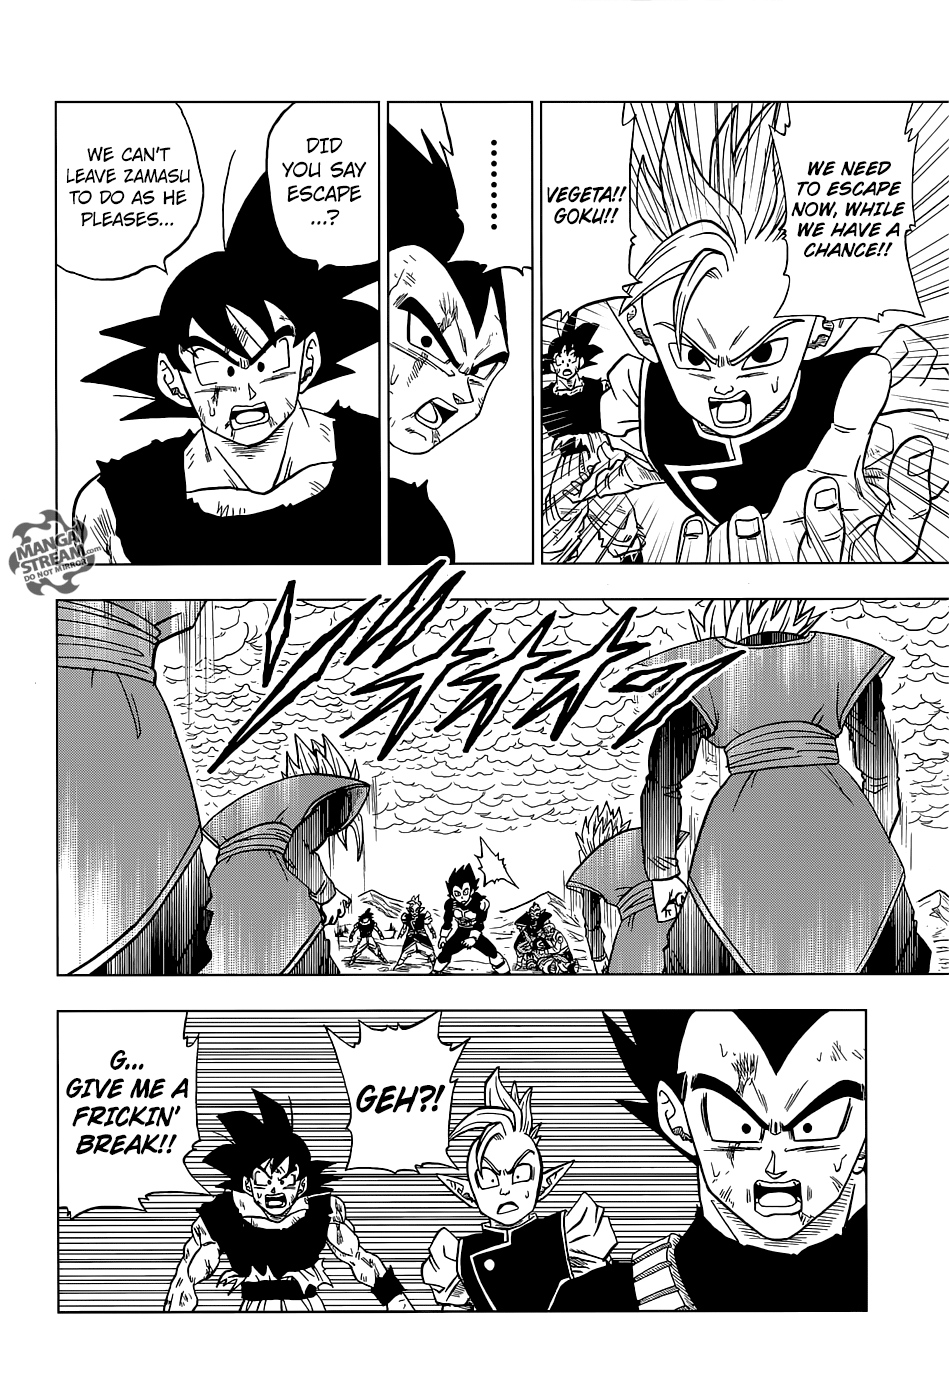 WE NEED
TO ESCAPE
NOW, WHILE
WE HAVE A
CHANCE!!
VEGETA!!
GOKU!!
........
DID
YOU SAY
ESCAPE
...?
WE CAN'T
LEAVE ZAMASU
TO DO AS HE
PLEASES...
MANGA
STREAM.com
DO NOT MIRROR
GEH?!
G...
GIVE ME A
FRICKIN'
BREAK!!